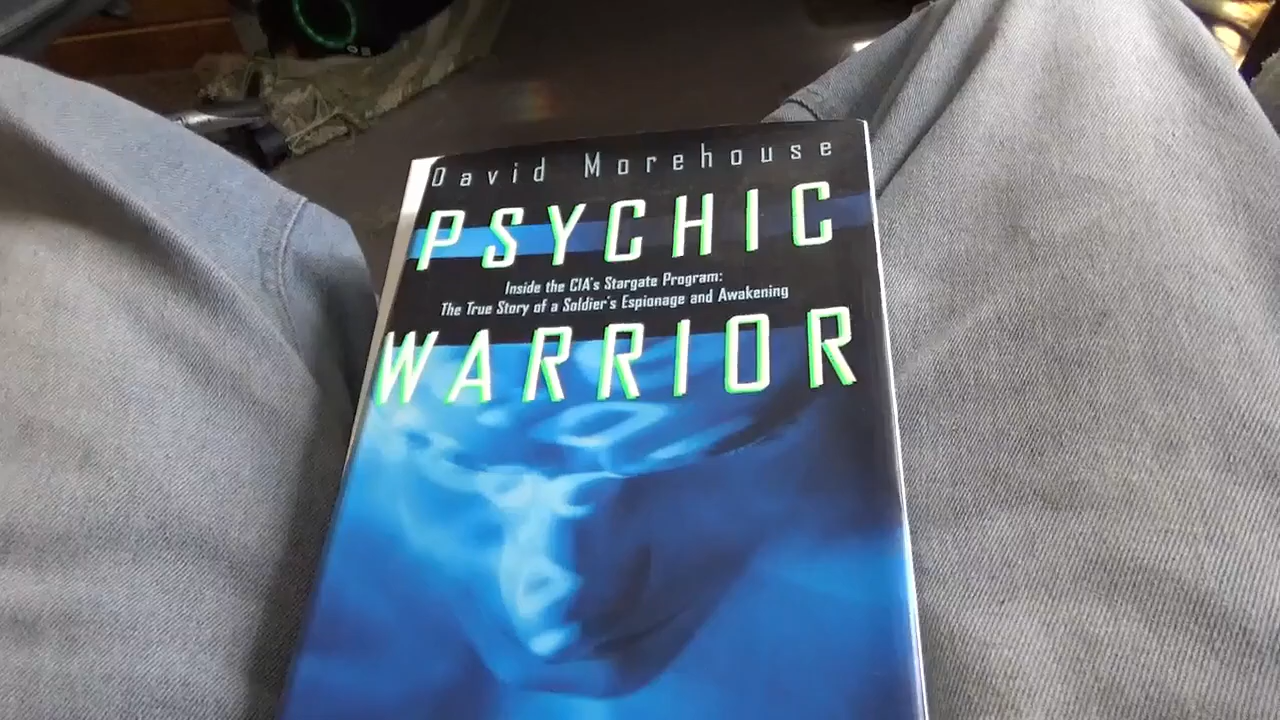 David Morehouse
PSYCHIC
Inside the CIA's Stargate Program:
The True Story of a Soldier's Espionage and Awakening
WARRIOR